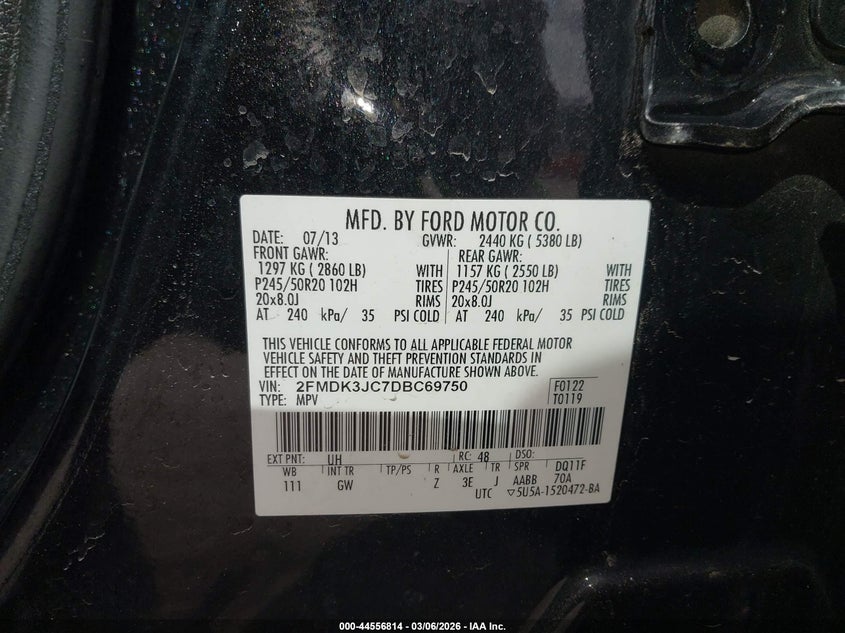 MFD. BY FORD MOTOR CO.
DATE: 07/13 GVWR: 2440 KG ( 5380 LB)
FRONT GAWR: REAR GAWR:
1297 KG ( 2860 LB) WITH 1157 KG ( 2550 LB) WITH
P245/50R20 102H TIRES P245/50R20 102H TIRES
20x8.0J RIMS 20x8.0J RIMS
AT 240 kPa/ 35 PSI COLD AT 240 kPa/ 35 PSI COLD
THIS VEHICLE CONFORMS TO ALL APPLICABLE FEDERAL MOTOR
VEHICLE SAFETY AND THEFT PREVENTION STANDARDS IN
EFFECT ON THE DATE OF MANUFACTURE SHOWN ABOVE.
VIN: 2FMDK3JC7DBC69750 F0122
TYPE: MPV T0119
EXT PNT: UH RC: 48 DSO:
WB INT TR TP/PS R AXLE TR SPR DQ11F
111 GW Z 3E J AABB 70A
UTC ▽5U5A-1520472-BA
000-44556814 - 03/06/2026 - IAA Inc.